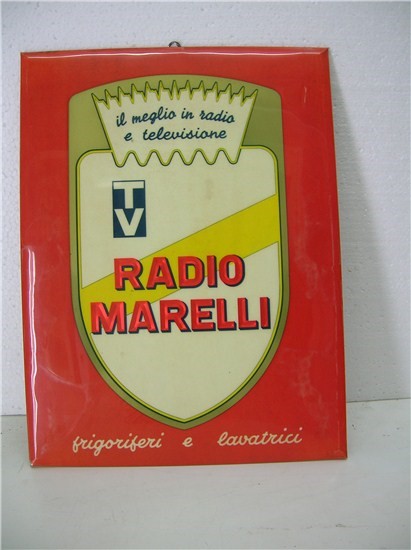 il meglio in radio
e televisione
TV
RADIO
MARELLI
frigoriferi e lavatrici